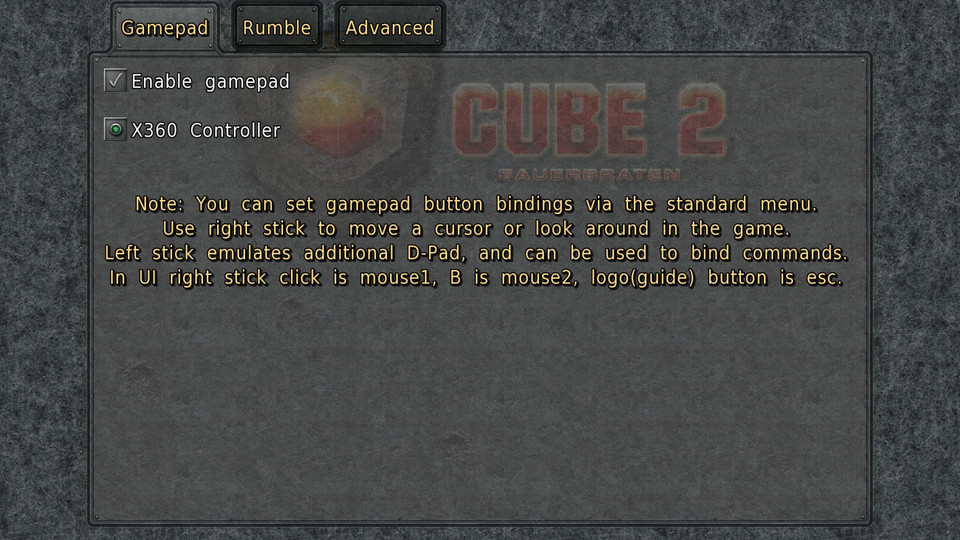 Gamepad Rumble Advanced
Enable gamepad
CUBE 2
X360 Controller
SAUERBRATEN
Note: You can set gamepad button bindings via the standard menu.
Use right stick to move a cursor or look around in the game.
Left stick emulates additional D-Pad, and can be used to bind commands.
In UI right stick click is mouse1, B is mouse2, logo(guide) button is esc.